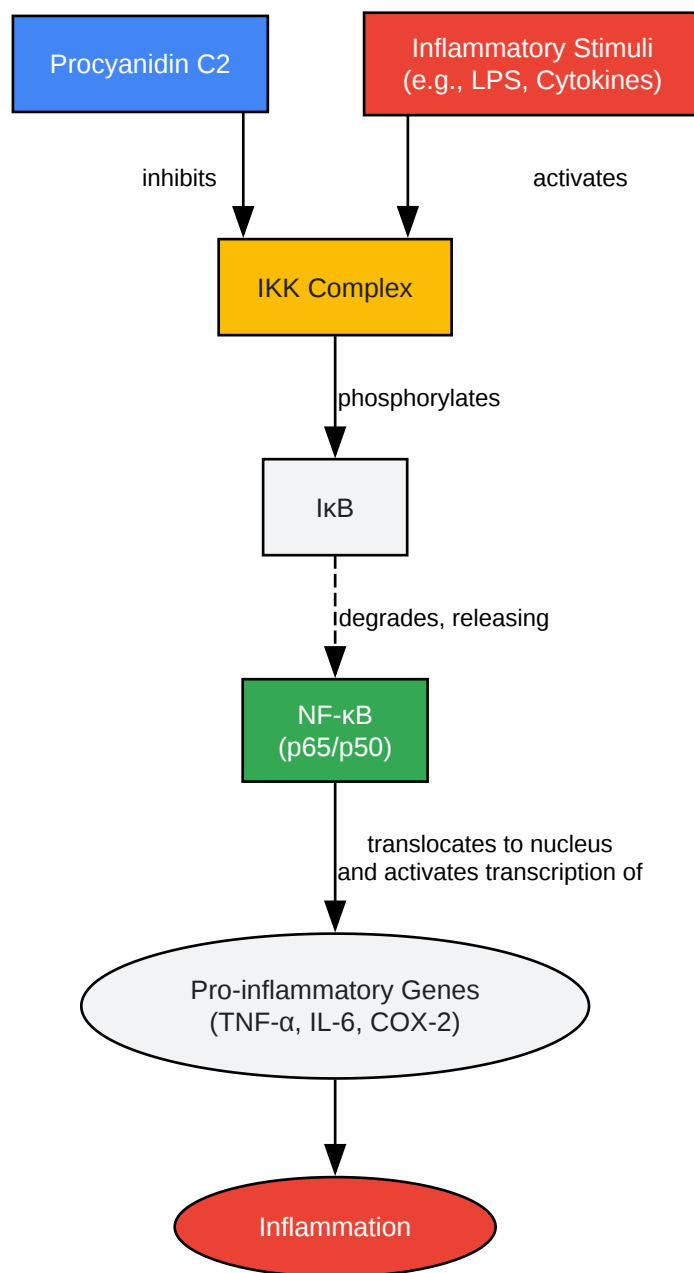 Procyanidin C2
Inflammatory Stimuli
(e.g., LPS, Cytokines)
inhibits
activates
IKK Complex
phosphorylates
IκB
degrades, releasing
NF-κB
(p65/p50)
translocates to nucleus
and activates transcription of
Pro-inflammatory Genes
(TNF-α, IL-6, COX-2)
Inflammation